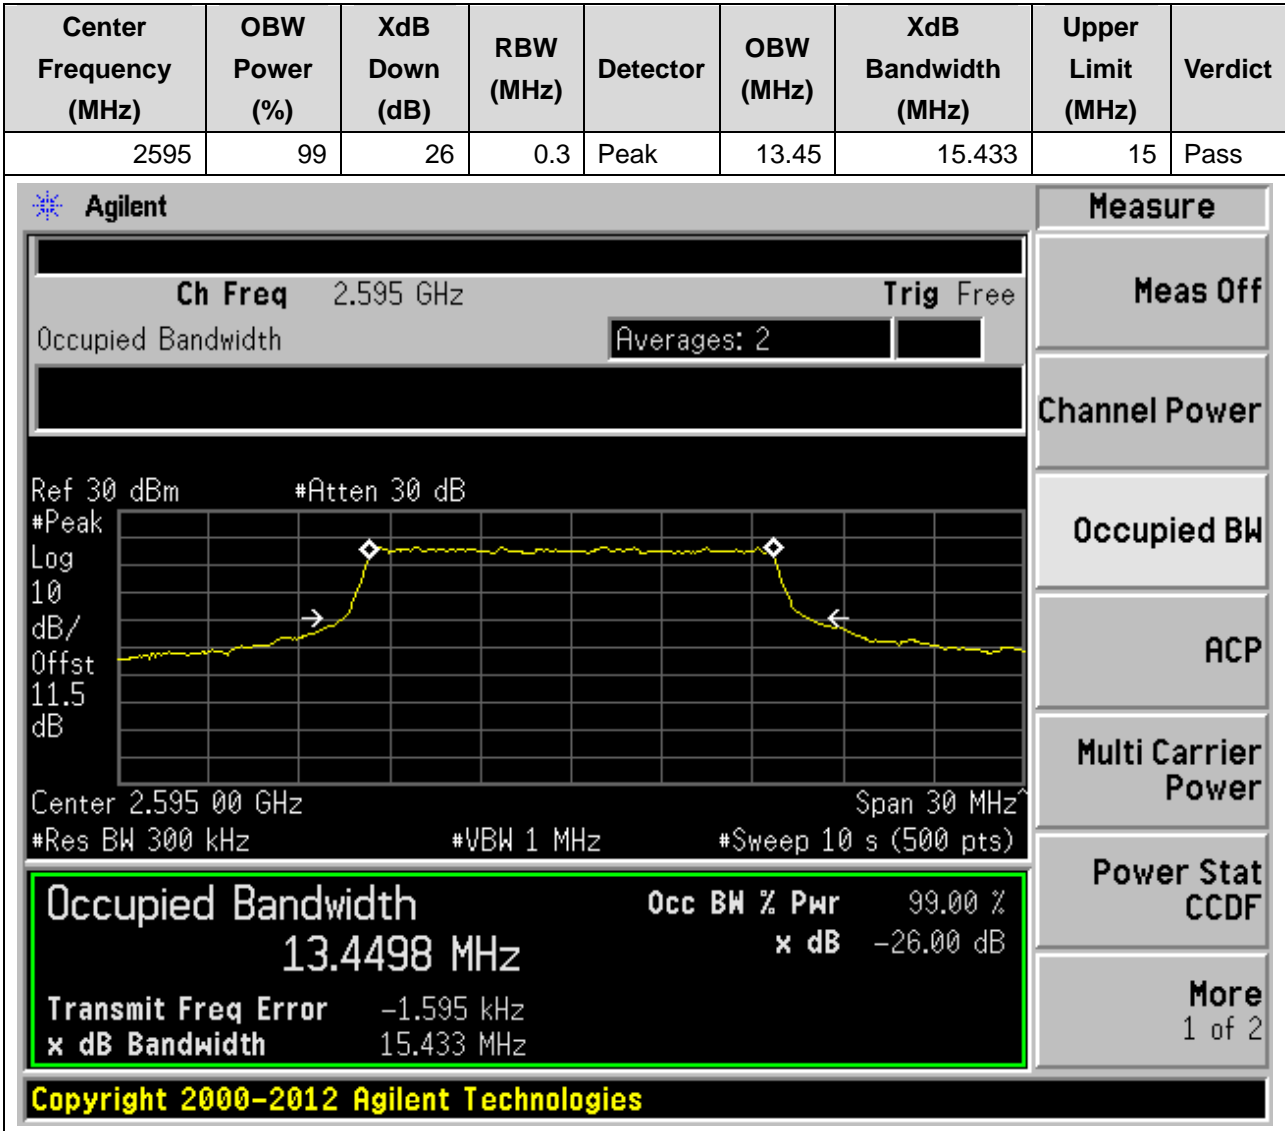 Center Frequency (MHz) OBW Power (%) XdB Down (dB) RBW (MHz) Detector OBW (MHz) XdB Bandwidth (MHz) Upper Limit (MHz) Verdict
2595 99 26 0.3 Peak 13.45 15.433 15 Pass
Agilent
Ch Freq 2.595 GHz Trig Free
Occupied Bandwidth Averages: 2
Ref 30 dBm #Atten 30 dB
#Peak
Log
10
dB/
Offst
11.5
dB
Center 2.595 00 GHz Span 30 MHz^
#Res BW 300 kHz #VBW 1 MHz #Sweep 10 s (500 pts)
Occupied Bandwidth Occ BW % Pwr 99.00 %
13.4498 MHz x dB -26.00 dB
Transmit Freq Error -1.595 kHz
x dB Bandwidth 15.433 MHz
Copyright 2000-2012 Agilent Technologies
Measure
Meas Off
Channel Power
Occupied BW
ACP
Multi Carrier
Power
Power Stat
CCDF
More
1 of 2